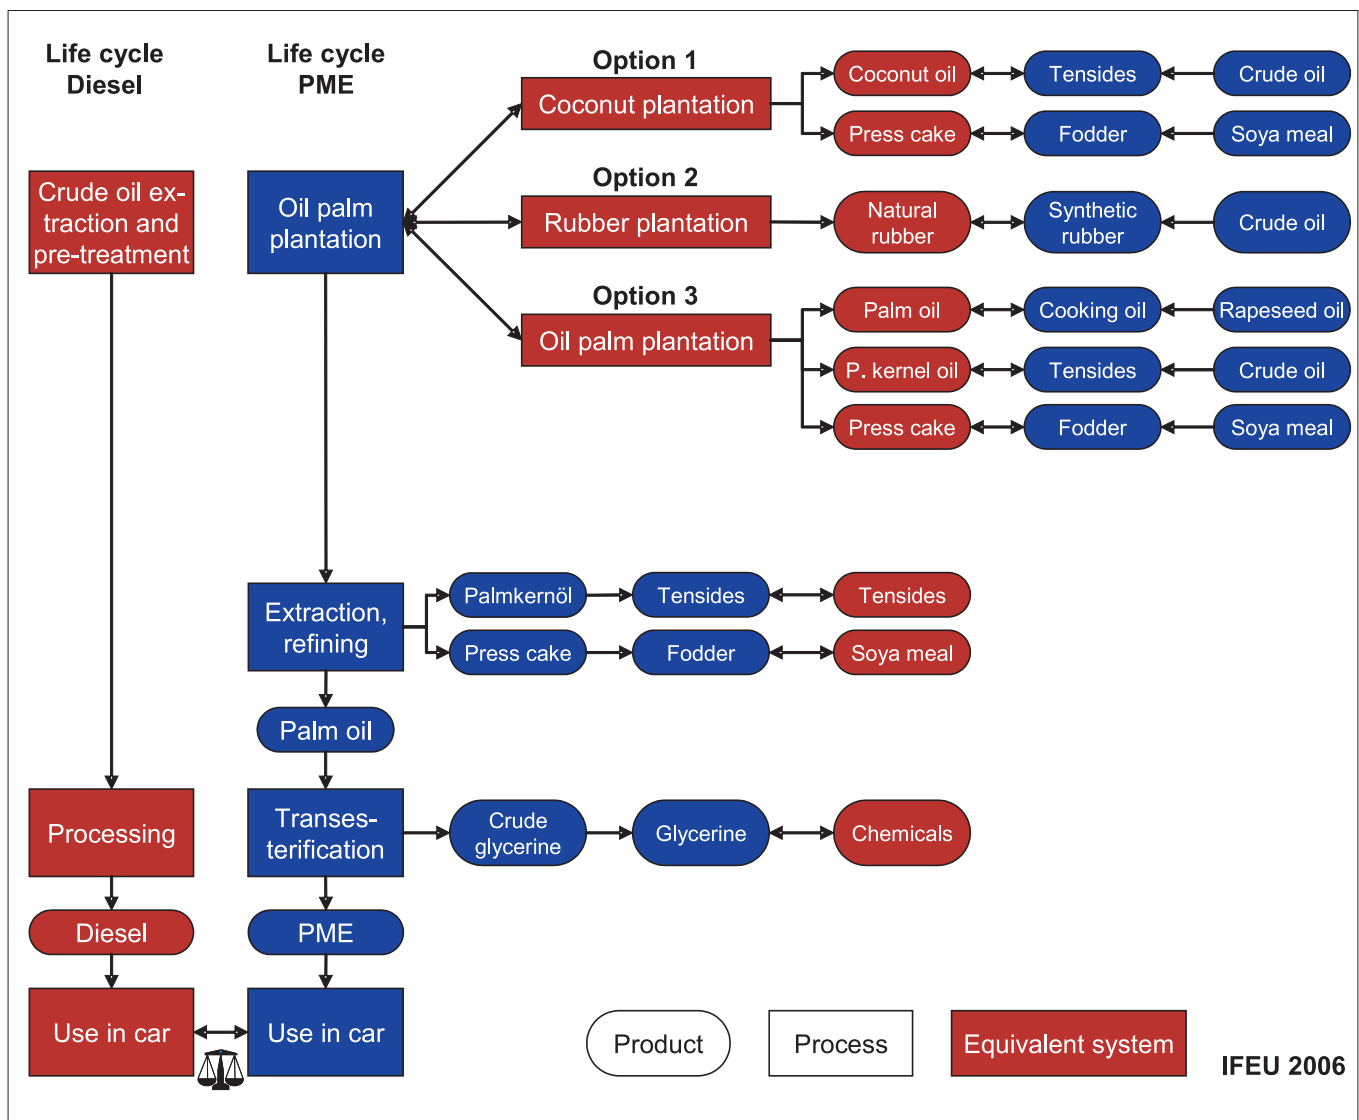 Life cycle
Diesel
Life cycle
PME
Option 1
Coconut plantation
Coconut oil
Tensides
Crude oil
Press cake
Fodder
Soya meal
Crude oil ex-
traction and
pre-treatment
Oil palm
plantation
Option 2
Rubber plantation
Natural
rubber
Synthetic
rubber
Crude oil
Option 3
Oil palm plantation
Palm oil
Cooking oil
Rapeseed oil
P. kernel oil
Tensides
Crude oil
Press cake
Fodder
Soya meal
Extraction,
refining
Palmkernöl
Tensides
Tensides
Press cake
Fodder
Soya meal
Palm oil
Processing
Transes-
terification
Crude
glycerine
Glycerine
Chemicals
Diesel
PME
Use in car
Use in car
Product
Process
Equivalent system
IFEU 2006